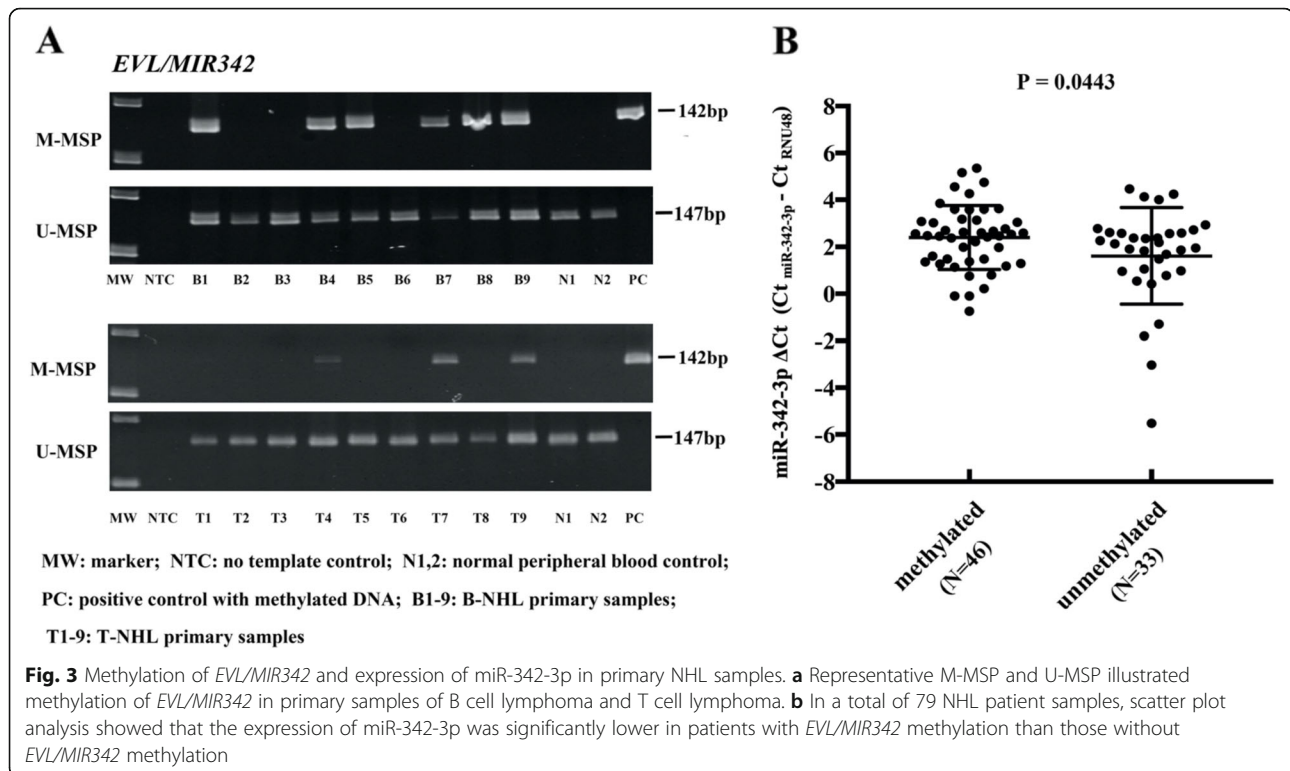 A
EVL/MIR342
M-MSP
142bp
U-MSP
147bp
MW NTC B1 B2 B3 B4 B5 B6 B7 B8 B9 N1 N2 PC
M-MSP
142bp
U-MSP
147bp
MW NTC T1 T2 T3 T4 T5 T6 T7 T8 T9 N1 N2 PC
MW: marker; NTC: no template control; N1,2: normal peripheral blood control;
PC: positive control with methylated DNA; B1-9: B-NHL primary samples;
T1-9: T-NHL primary samples
B
P = 0.0443
miR-342-3p ΔCt (Ct miR-342-3p - Ct RNU48)
8
6
4
2
0
-2
-4
-6
-8
methylated
(N=46)
unmethylated
(N=33)
Fig. 3 Methylation of EVL/MIR342 and expression of miR-342-3p in primary NHL samples. a Representative M-MSP and U-MSP illustrated
methylation of EVL/MIR342 in primary samples of B cell lymphoma and T cell lymphoma. b In a total of 79 NHL patient samples, scatter plot
analysis showed that the expression of miR-342-3p was significantly lower in patients with EVL/MIR342 methylation than those without
EVL/MIR342 methylation